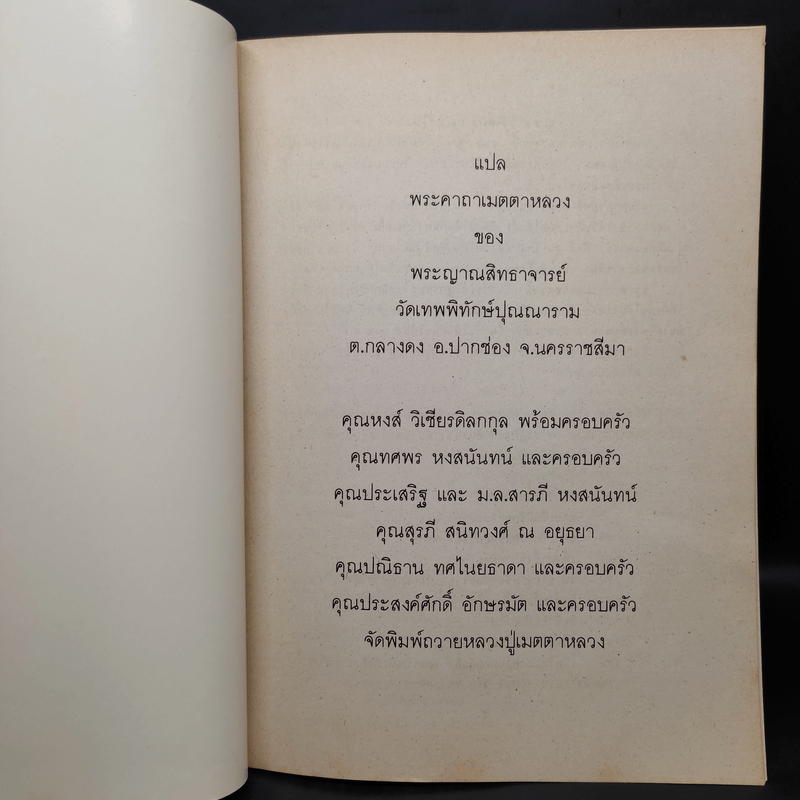 แปล
พระคาถาเมตตาหลวง
ของ
พระญาณสิทธาจารย์
วัดเทพพิทักษ์ปุณณาราม
ต.กลางดง อ.ปากช่อง จ.นครราชสีมา
คุณหงส์ วิเชียรดิลกกุล พร้อมครอบครัว
คุณทศพร หงสนันทน์ และครอบครัว
คุณประเสริฐ และ ม.ล.สารภี หงสนันทน์
คุณสุรภี สนิทวงศ์ ณ อยุธยา
คุณปณิธาน ทศไนยธาดา และครอบครัว
คุณประสงค์ศักดิ์ อักษรมัต และครอบครัว
จัดพิมพ์ถวายหลวงปู่เมตตาหลวง